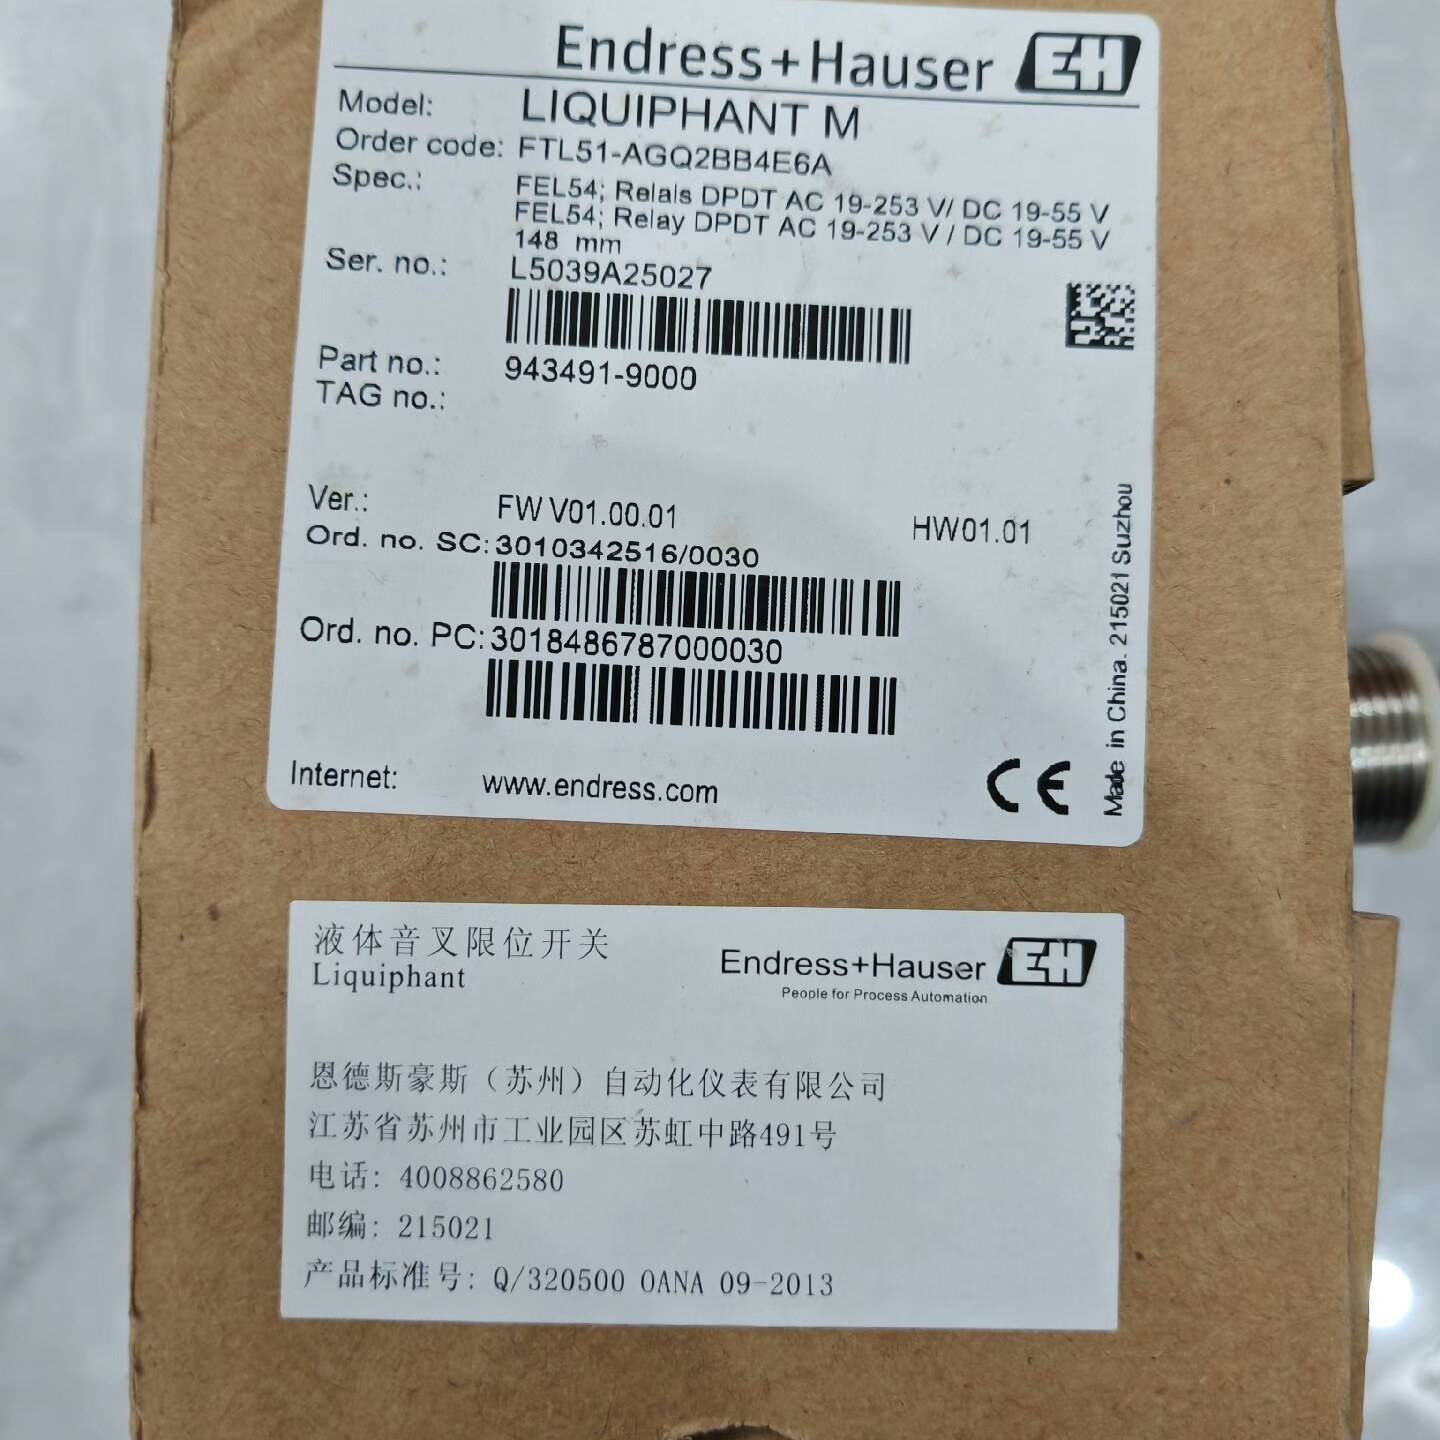 Endress+Hauser EH
Model: LIQUIPHANT M
Order code: FTL51-AGQ2BB4E6A
Spec.: FEL54; Relais DPDT AC 19-253 V/ DC 19-55 V
FEL54; Relay DPDT AC 19-253 V / DC 19-55 V
148 mm
Ser. no.: L5039A25027
Part no.: 943491-9000
TAG no.:
Ver.: FW V01.00.01 HW01.01
Ord. no. SC: 3010342516/0030
Ord. no. PC: 3018486787000030
Internet: www.endress.com
CE
Made in China. 215021 Suzhou
液体音叉限位开关
Liquiphant
Endress+Hauser EH
People for Process Automation
恩德斯豪斯（苏州）自动化仪表有限公司
江苏省苏州市工业园区苏虹中路491号
电话: 4008862580
邮编: 215021
产品标准号: Q/320500 OANA 09-2013